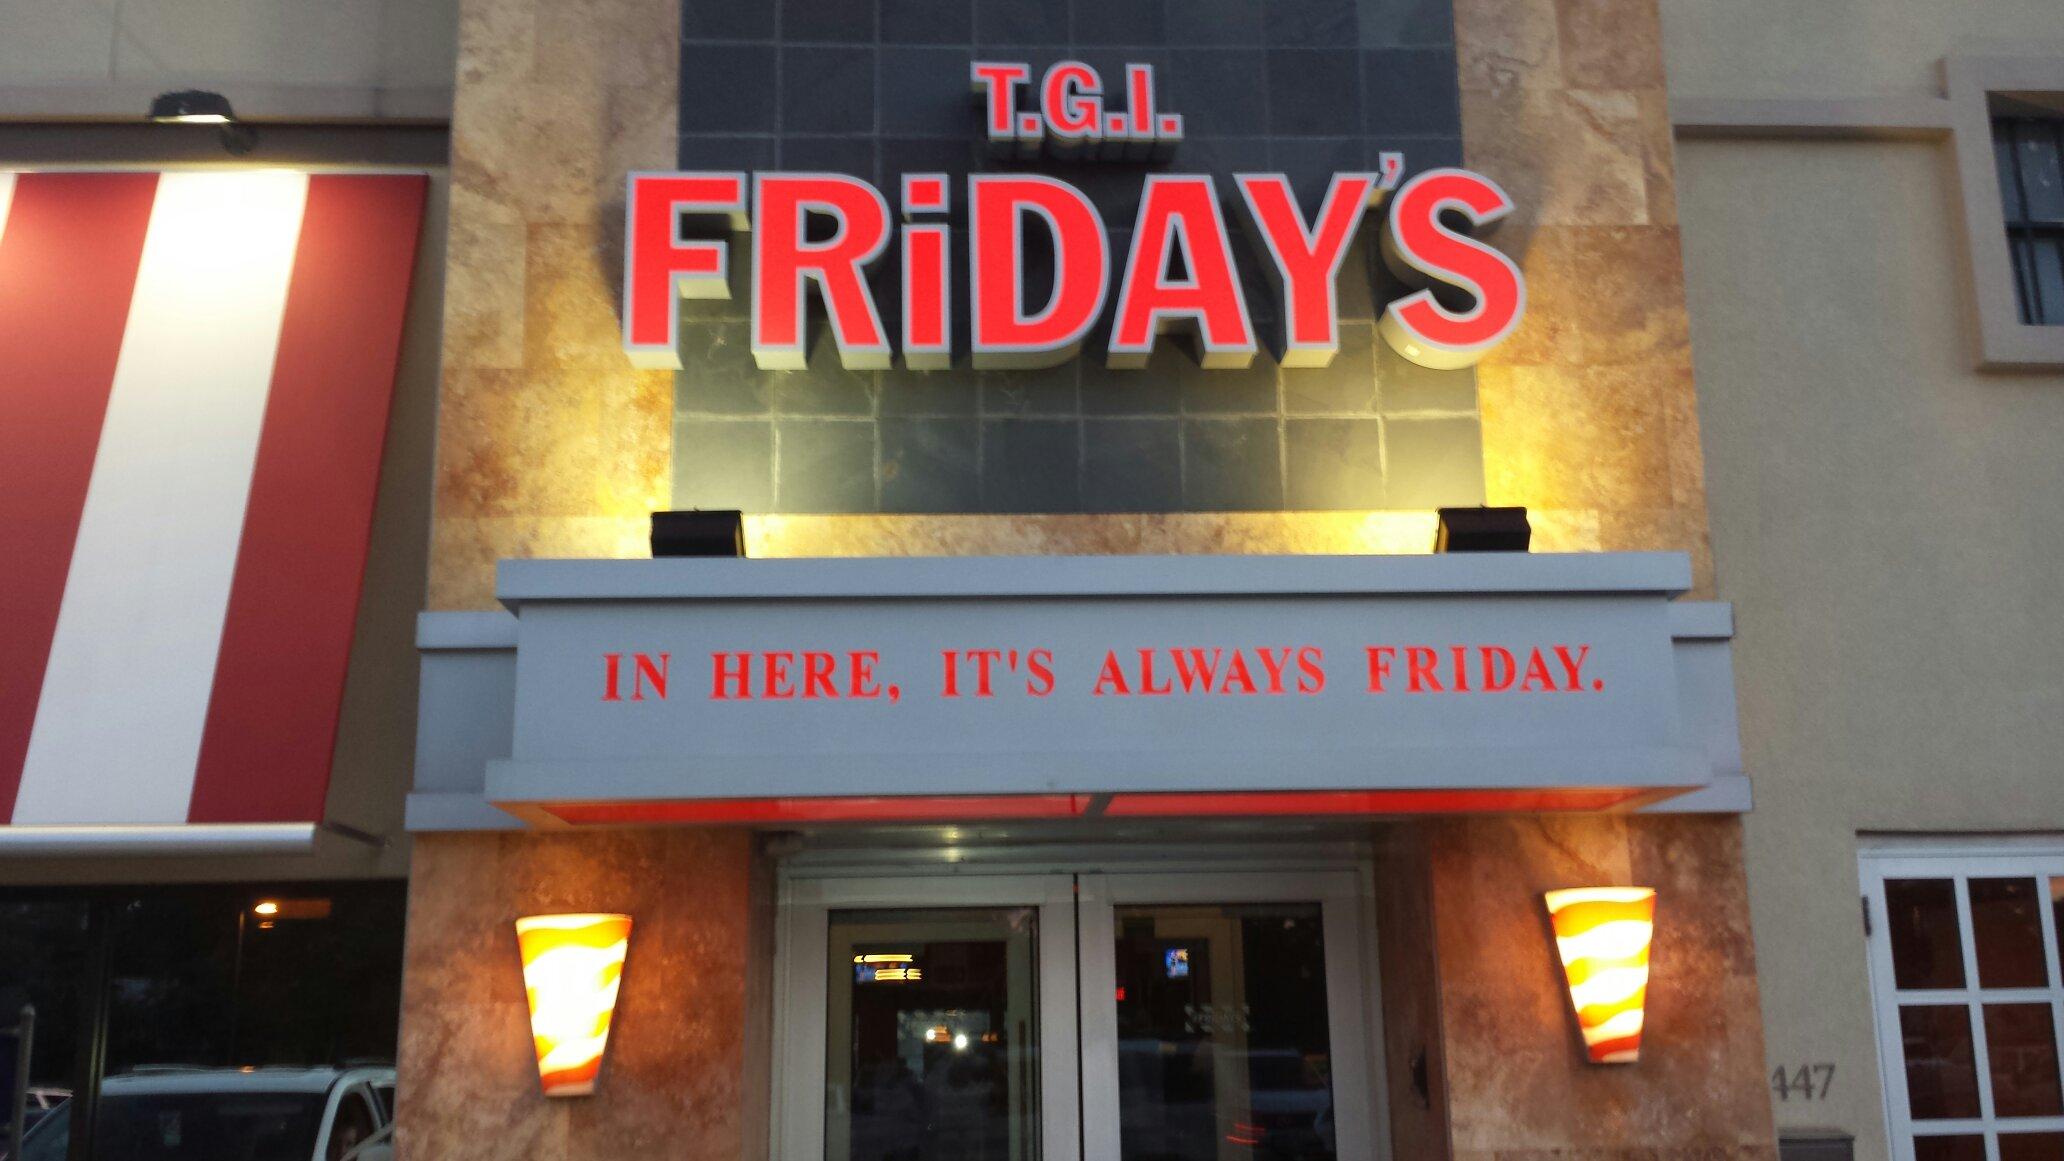 T.G.I.
FRiDAY'S
IN HERE, IT'S ALWAYS FRIDAY.
447